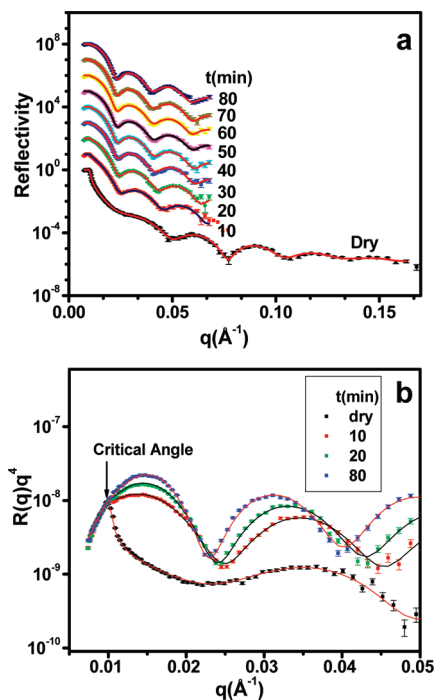 a
10^8
10^4
10^0
10^-4
10^-8
Reflectivity
t(min)
80
70
60
50
40
30
20
10
Dry
0.00
0.05
0.10
0.15
q(Å^-1)
b
10^-7
10^-8
10^-9
10^-10
R(q)q^4
Critical Angle
t(min)
dry
10
20
80
0.01
0.02
0.03
0.04
0.05
q(Å^-1)